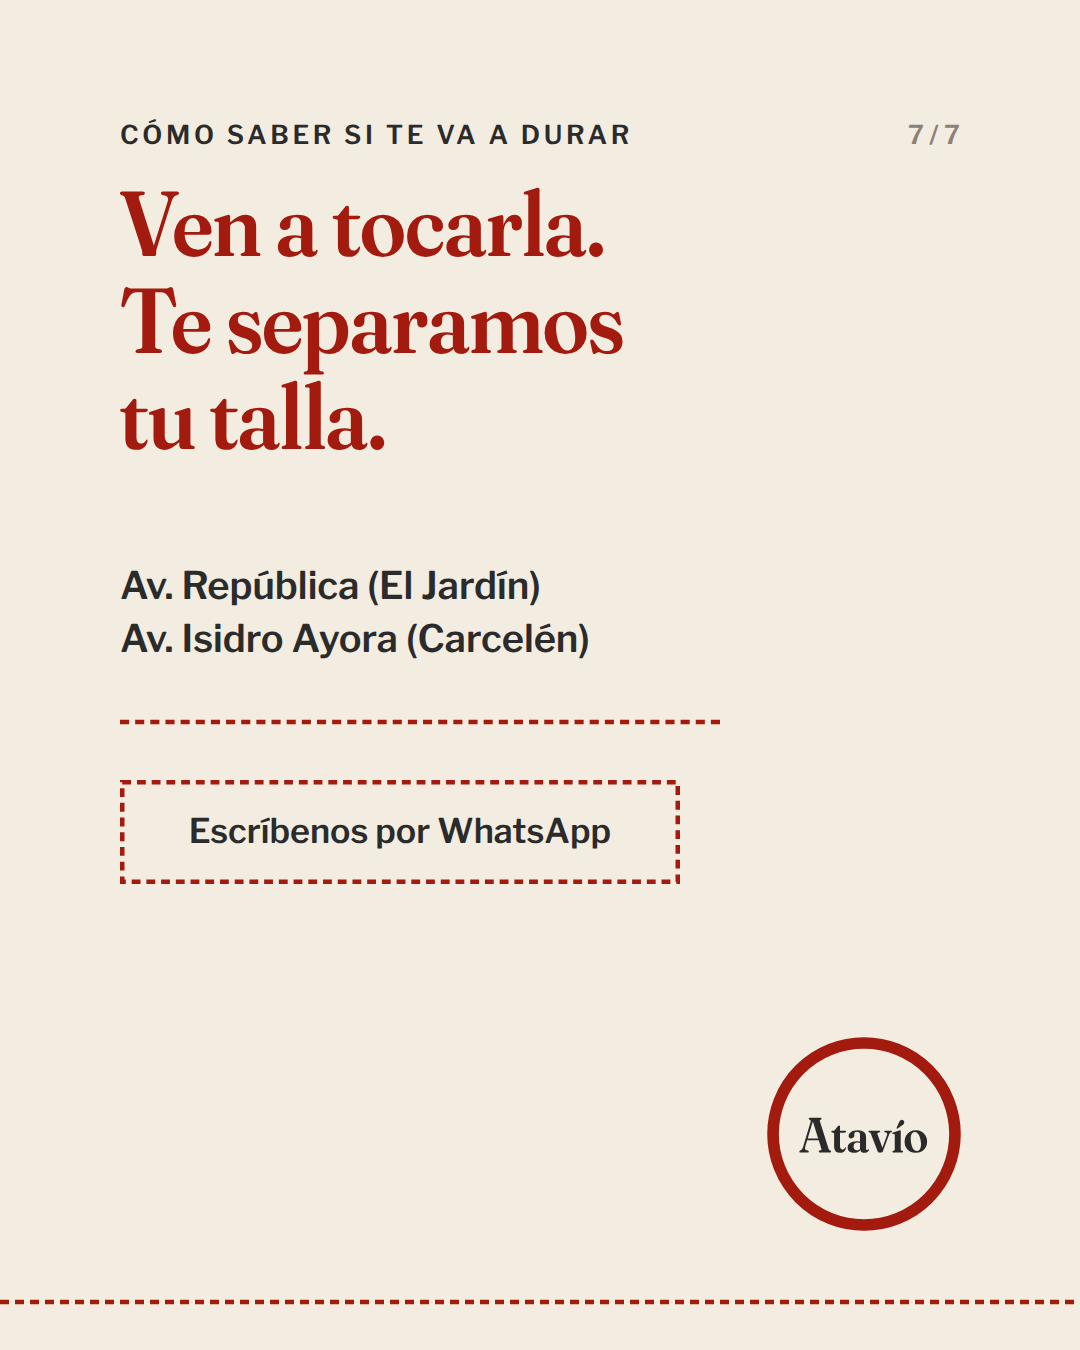 CÓMO SABER SI TE VA A DURAR
7/7
Ven a tocarla.
Te separamos
tu talla.
Av. República (El Jardín)
Av. Isidro Ayora (Carcelén)
Escríbenos por WhatsApp
Atavío